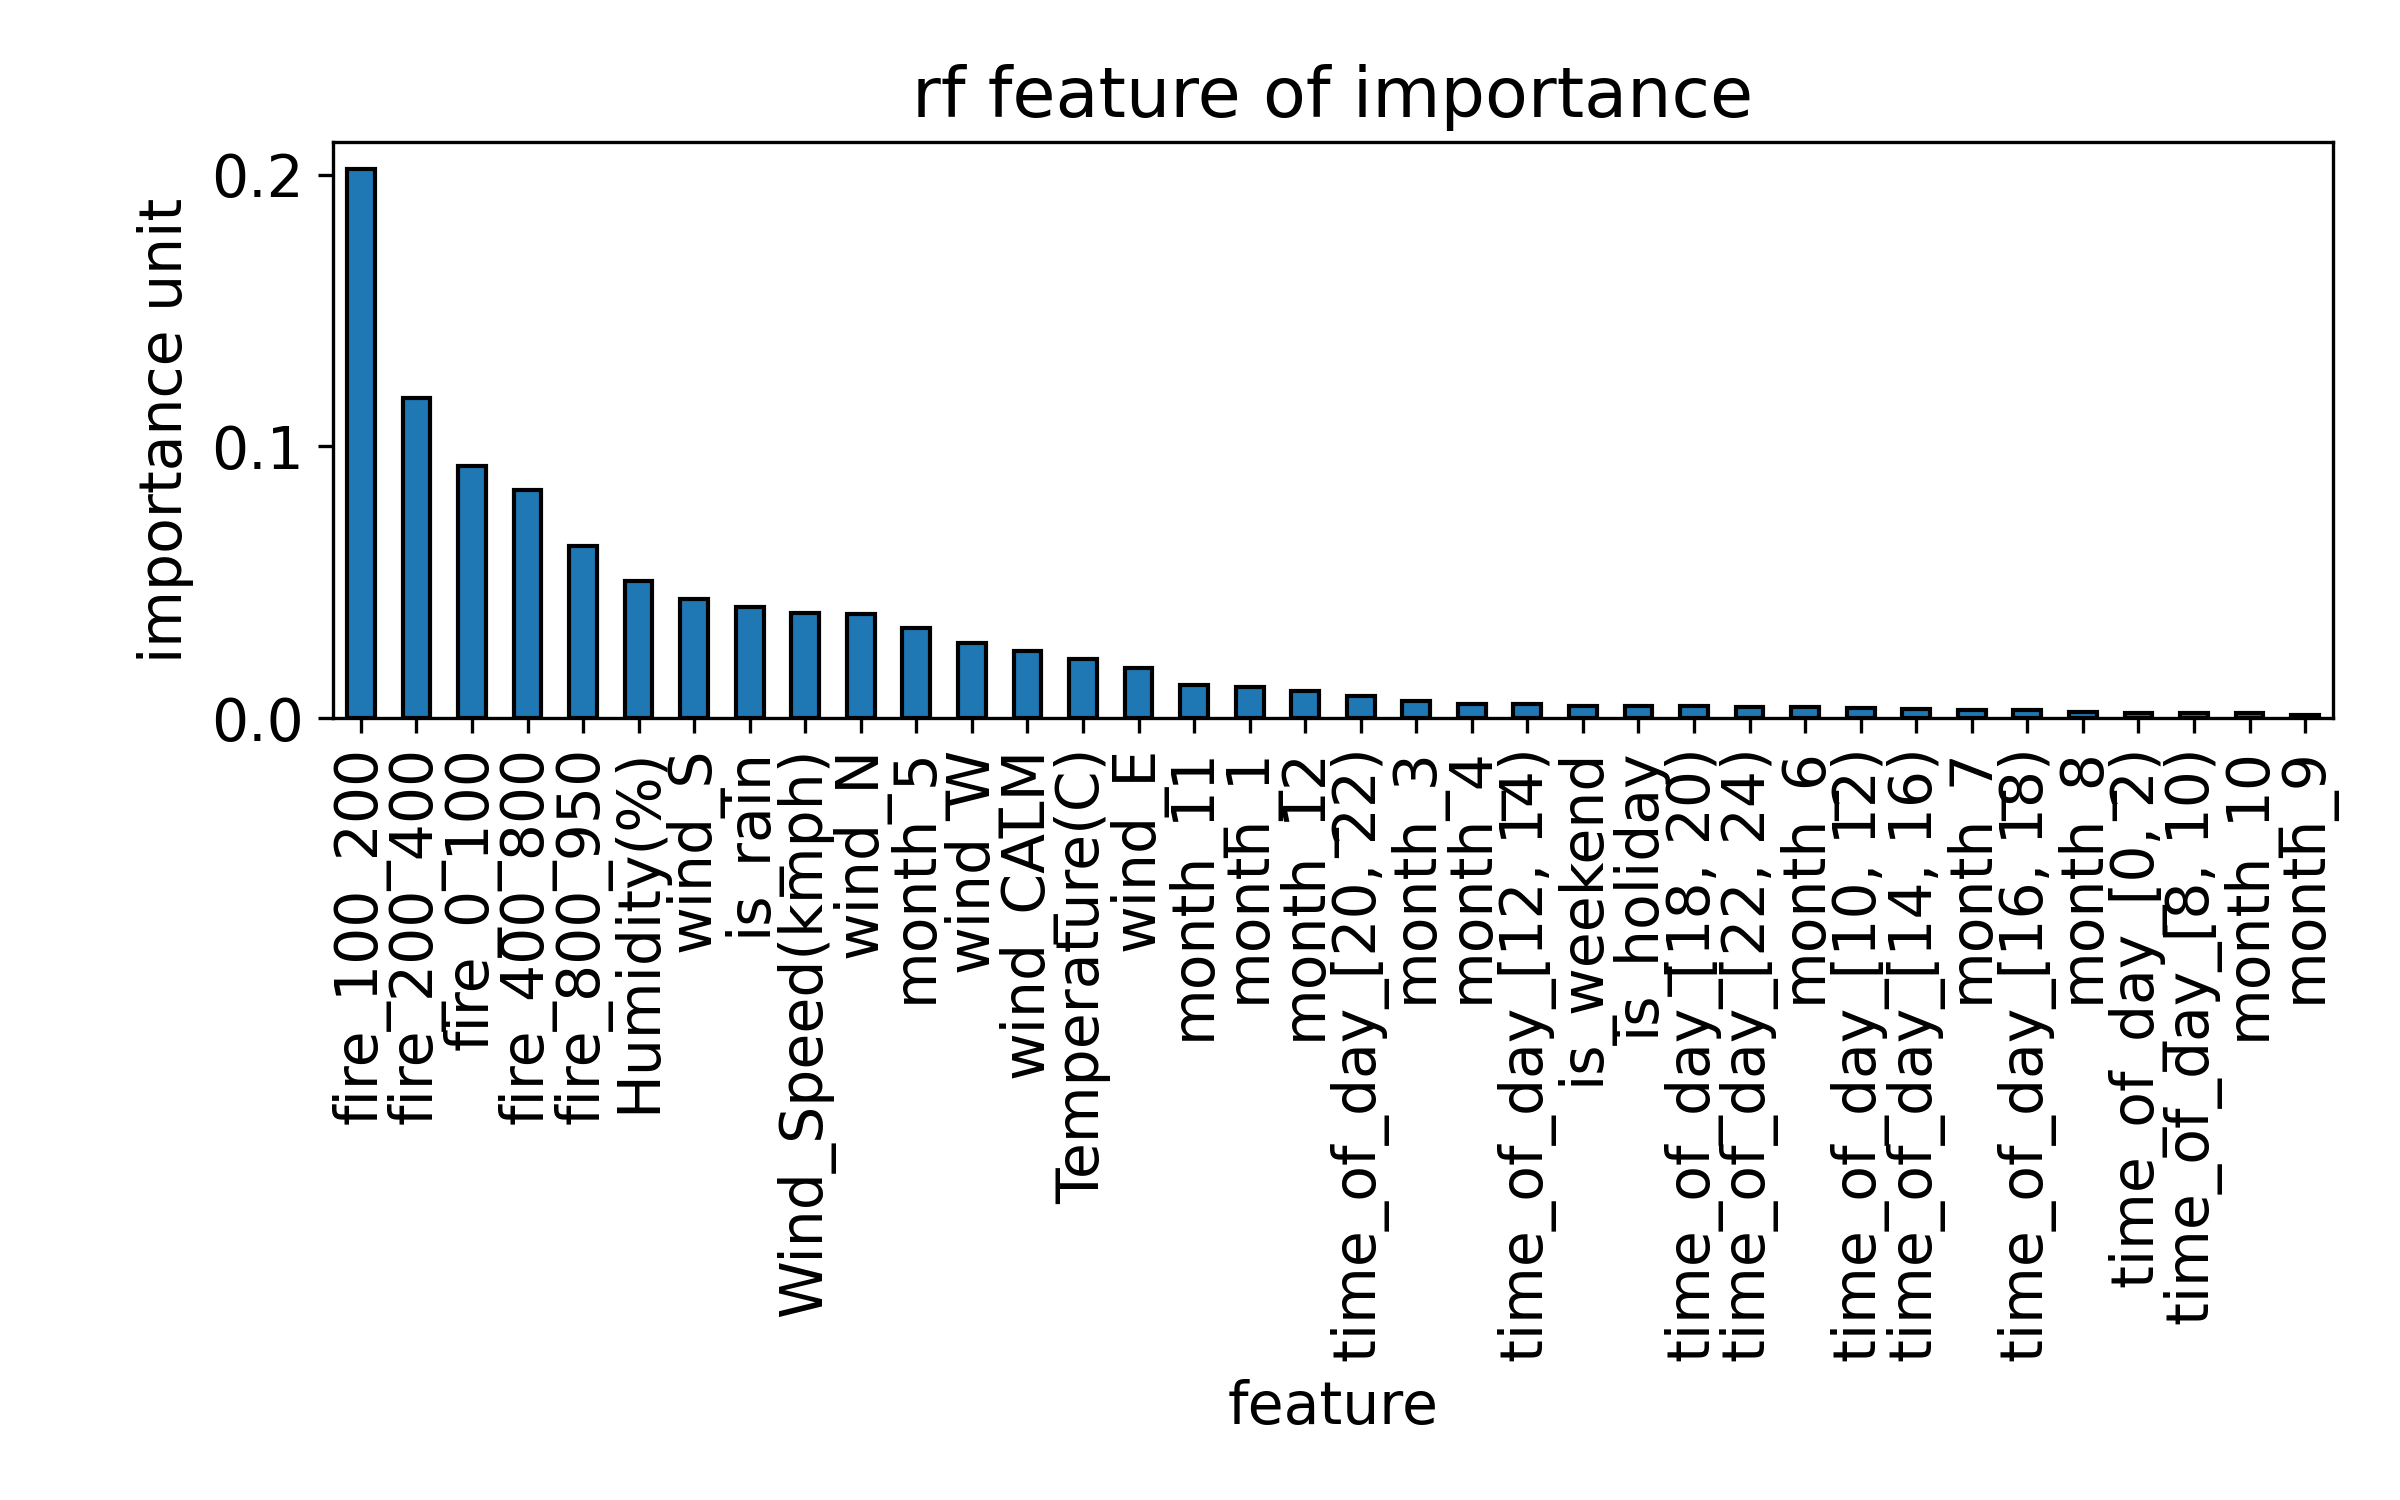 rf feature of importance
importance unit
0.2
0.1
0.0
fire_100_200
fire_200_400
fire_0_100
fire_400_800
fire_800_950
Humidity(%)
wind_S
is_rain
Wind_Speed(kmph)
wind_N
month_5
wind_W
wind_CALM
Temperature(C)
wind_E
month_11
month_1
month_12
time_of_day_[20, 22)
month_3
month_4
time_of_day_[12, 14)
is_weekend
is_holiday
time_of_day_[18, 20)
time_of_day_[22, 24)
month_6
time_of_day_[10, 12)
time_of_day_[14, 16)
month_7
time_of_day_[16, 18)
month_8
time_of_day_[0, 2)
time_of_day_[8, 10)
month_10
month_9
feature